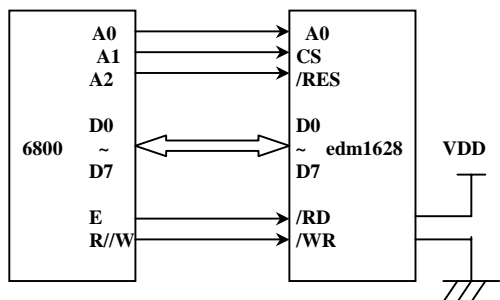 A0 A0
A1 CS
A2 /RES
D0 D0
6800 ~ ~ edm1628 VDD
D7 D7
E /RD
R//W /WR